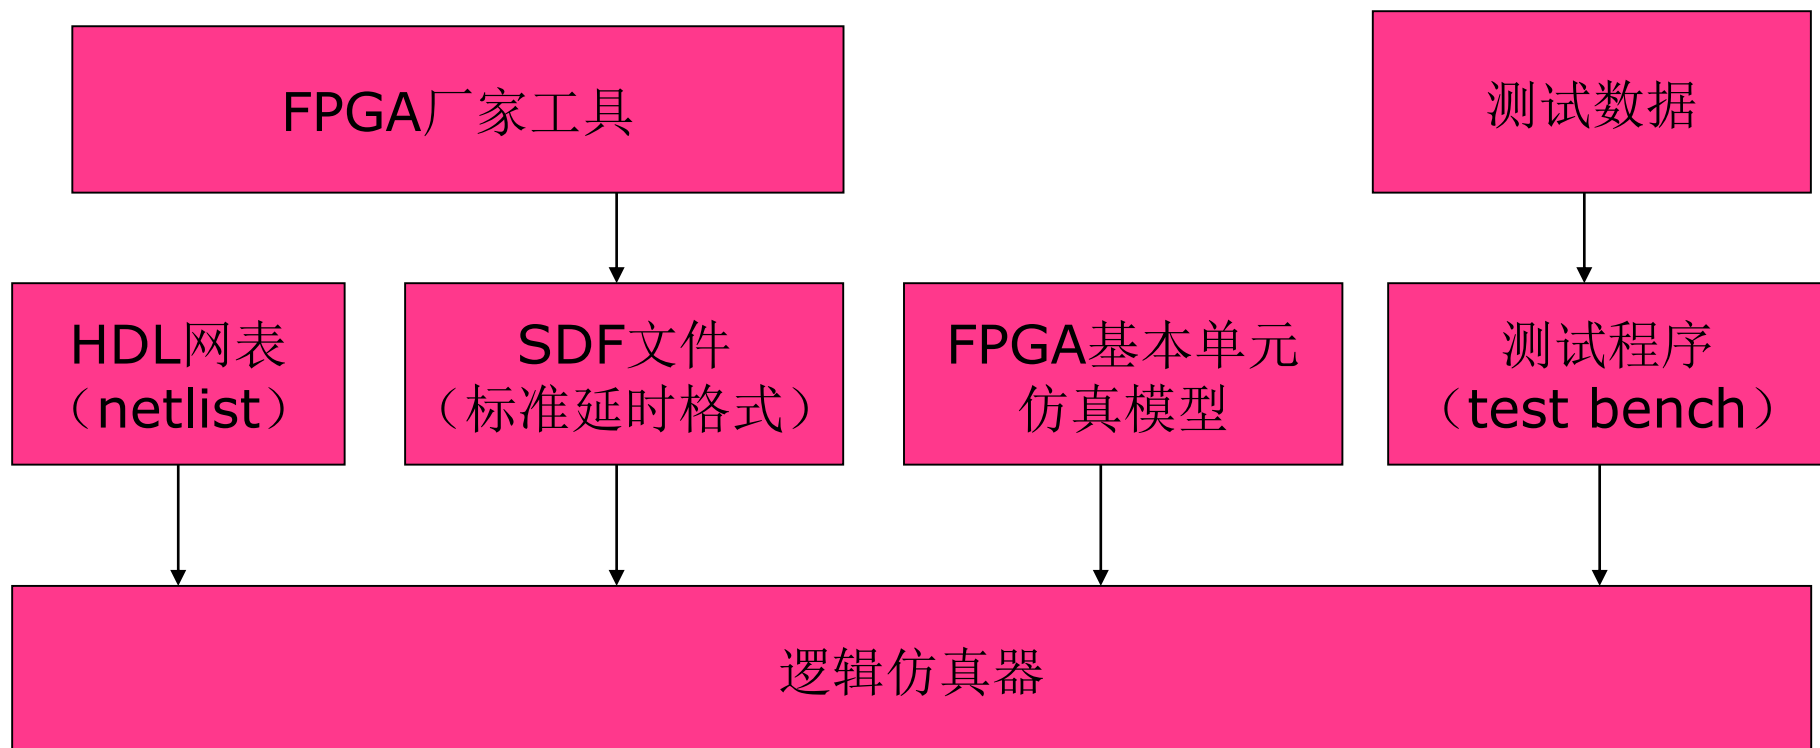 FPGA厂家工具
测试数据
HDL网表
（netlist）
SDF文件
（标准延时格式）
FPGA基本单元
仿真模型
测试程序
（test bench）
逻辑仿真器